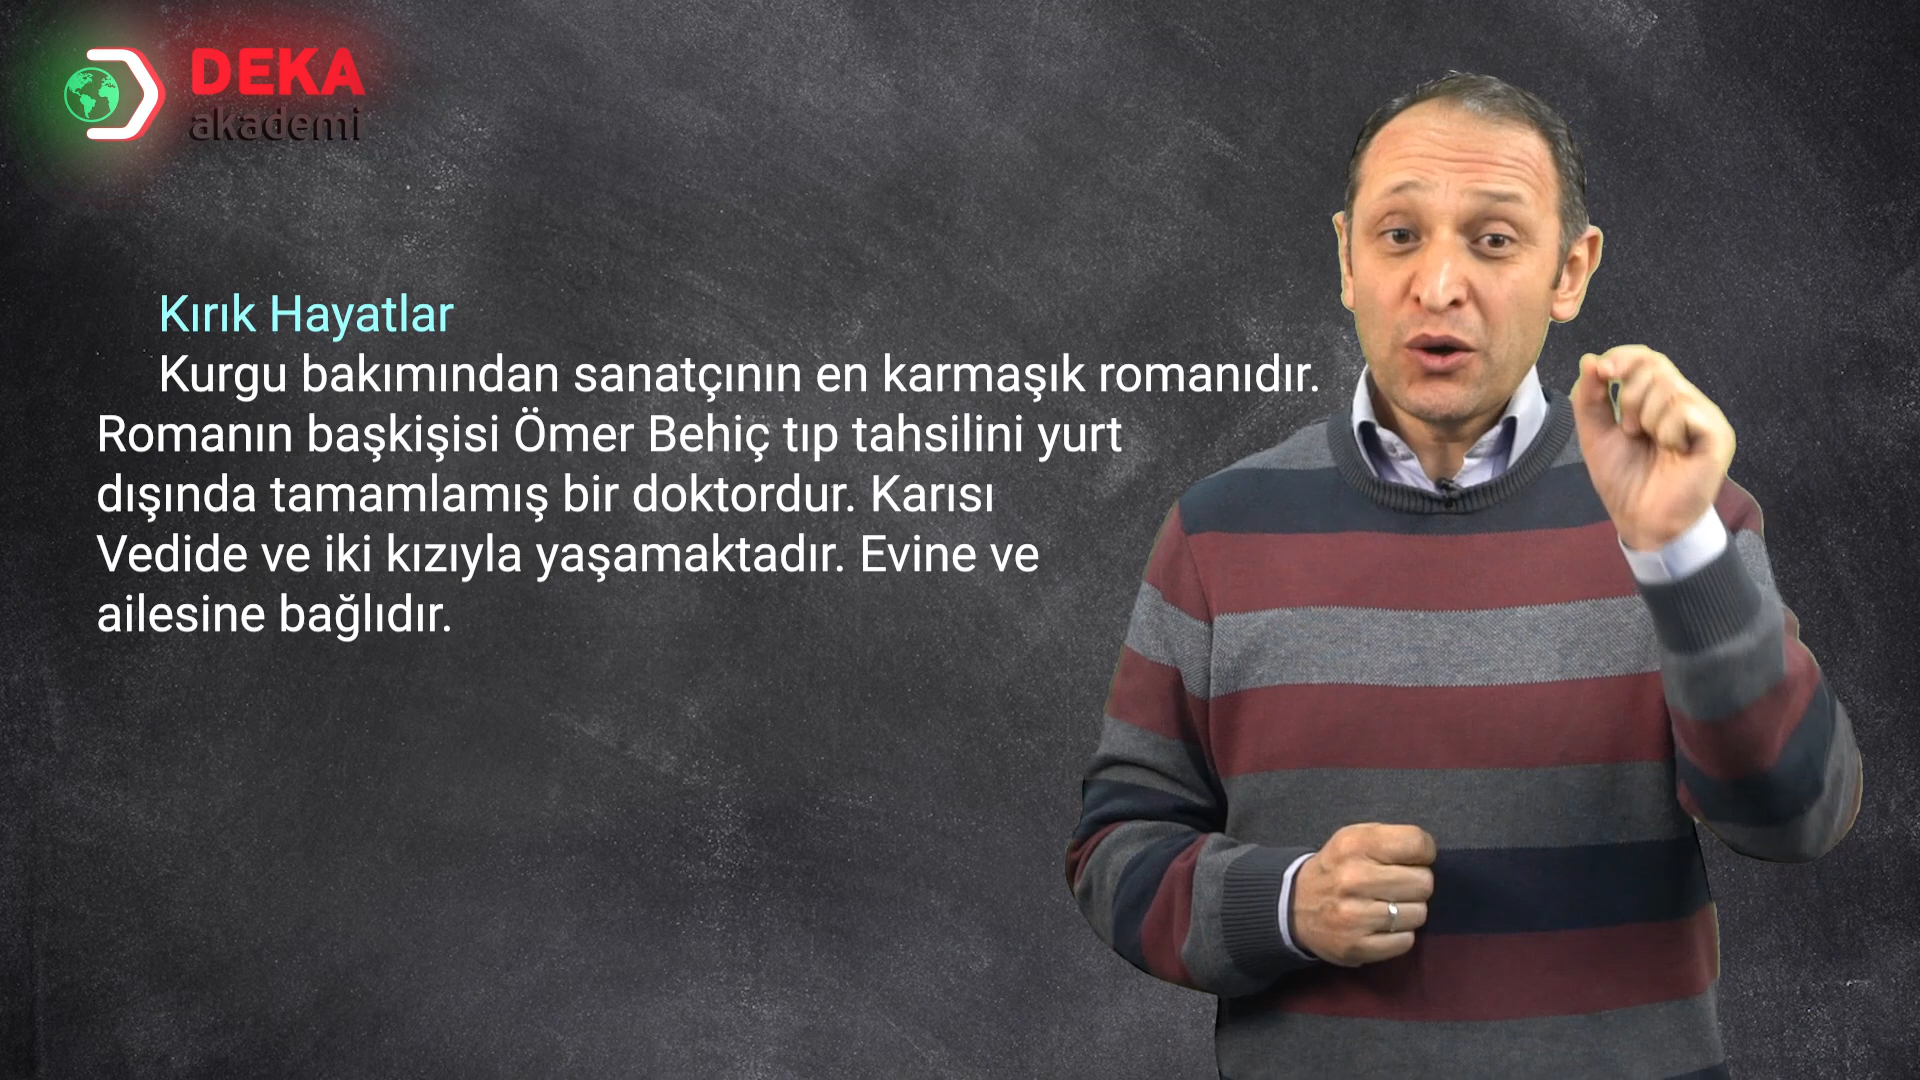 DEKA
akademi
Kırık Hayatlar
Kurgu bakımından sanatçının en karmaşık romanıdır.
Romanın başkişisi Ömer Behiç tıp tahsilini yurt
dışında tamamlamış bir doktordur. Karısı
Vedide ve iki kızıyla yaşamaktadır. Evine ve
ailesine bağlıdır.